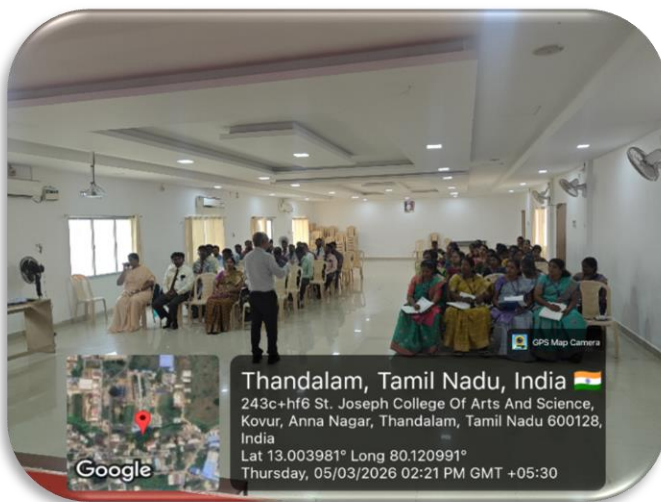 GPS Map Camera
Thandalam, Tamil Nadu, India
243c+hf6 St. Joseph College Of Arts And Science,
Kovur, Anna Nagar, Thandalam, Tamil Nadu 600128,
India
Lat 13.003981° Long 80.120991°
Thursday, 05/03/2026 02:21 PM GMT +05:30
Google